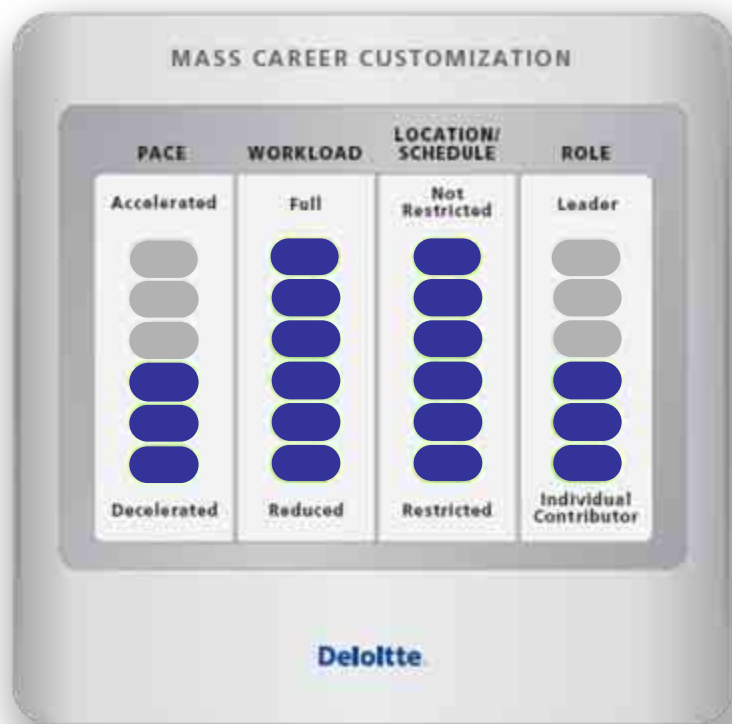 MASS CAREER CUSTOMIZATION
PACE
WORKLOAD
LOCATION/
SCHEDULE
ROLE
Accelerated
Full
Not
Restricted
Leader
Decelerated
Reduced
Restricted
Individual
Contributor
Deloitte.